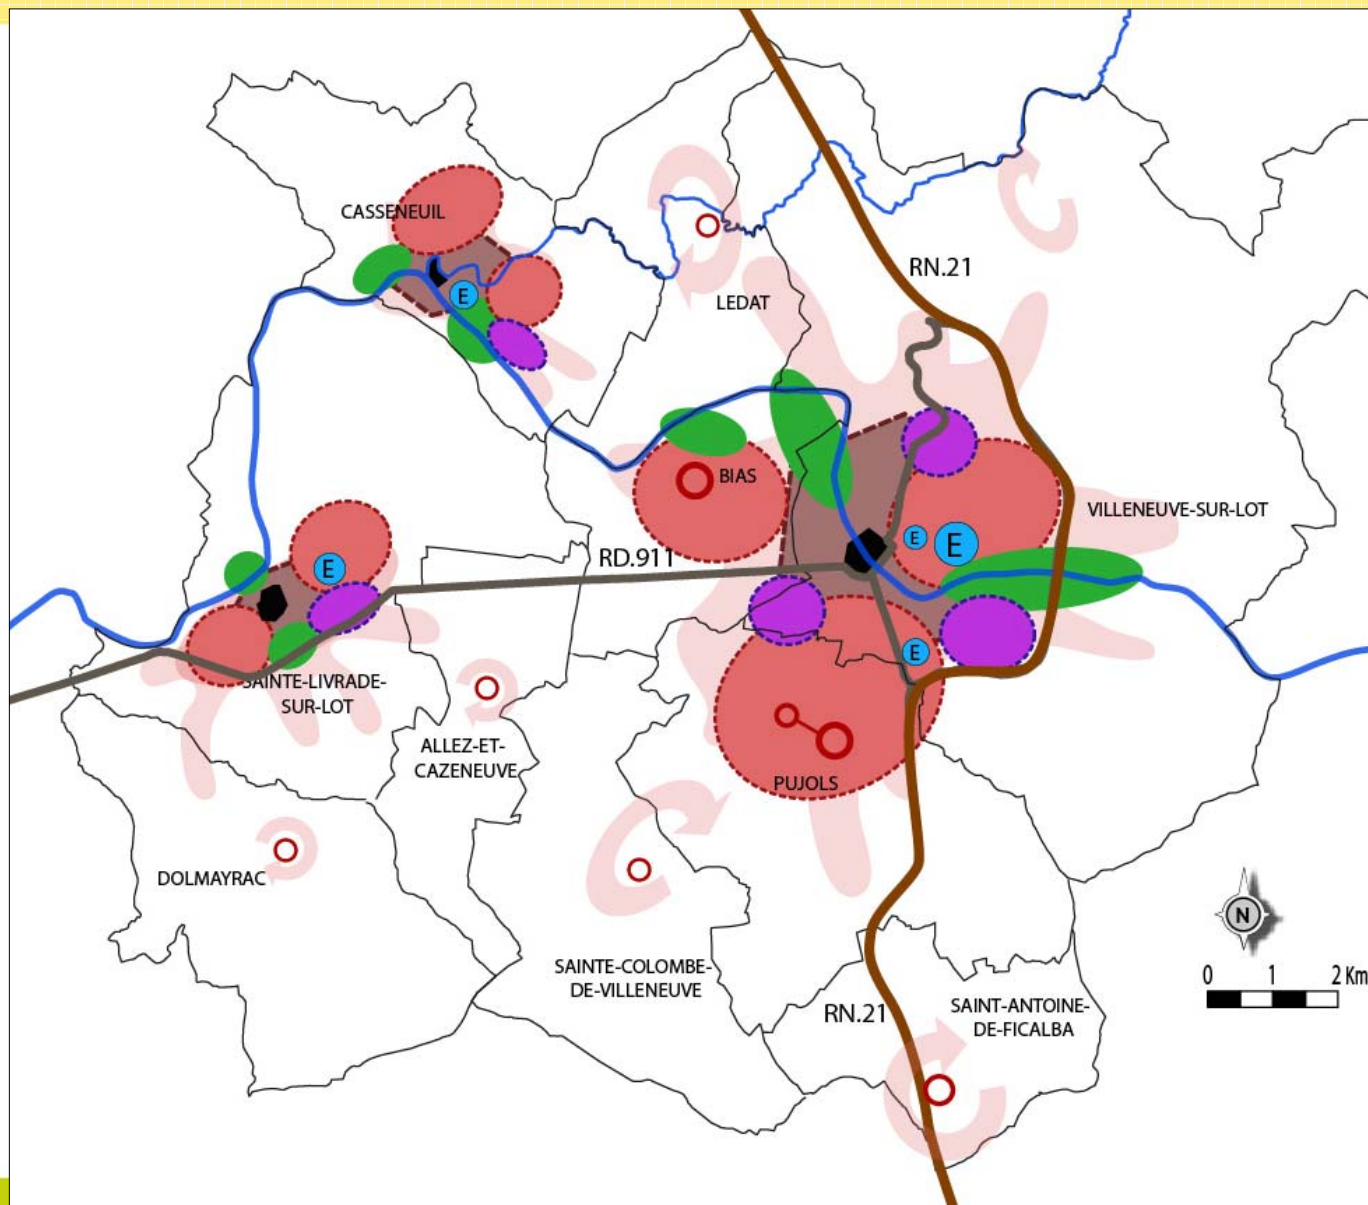 CASSENEUIL
RN.21
E
LEDAT
BIAS
VILLENEUVE-SUR-LOT
E
E
RD.911
E
E
SAINTE-LIVRADE-
SUR-LOT
ALLEZ-ET-
CAZENEUVE
PUJOLS
DOLMAYRAC
N
SAINTE-COLOMBE-
DE-VILLENEUVE
0 1 2 Km
RN.21
SAINT-ANTOINE-
DE-FICALBA